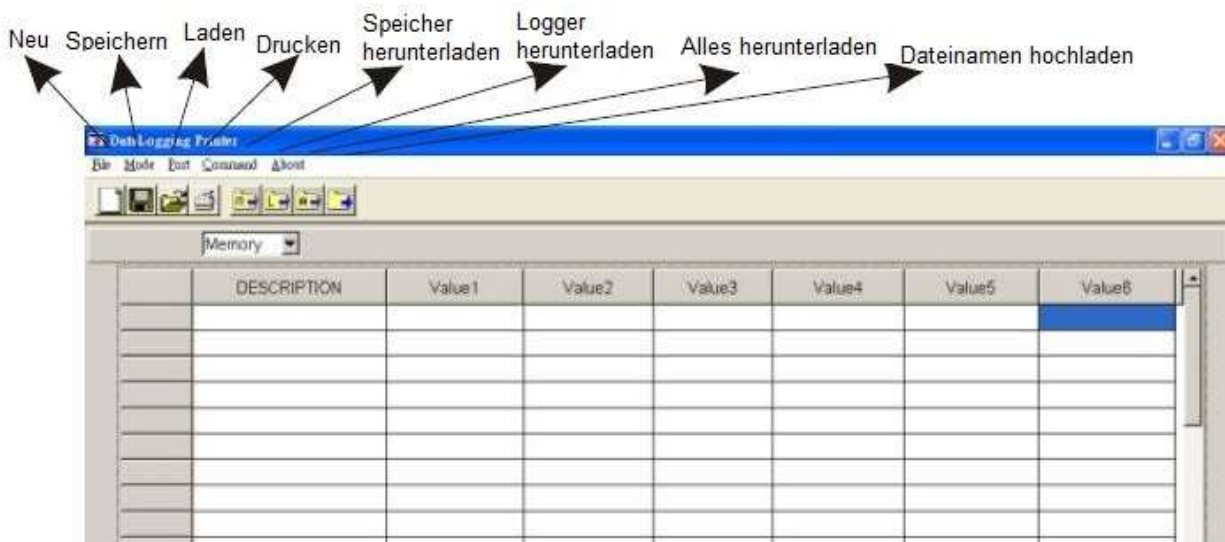 Neu
Speichern
Laden
Drucken
Speicher
herunterladen
Logger
herunterladen
Alles herunterladen
Dateinamen hochladen
DataLogging Printer
File Mode Port Command About
Memory
DESCRIPTION Value1 Value2 Value3 Value4 Value5 Value6